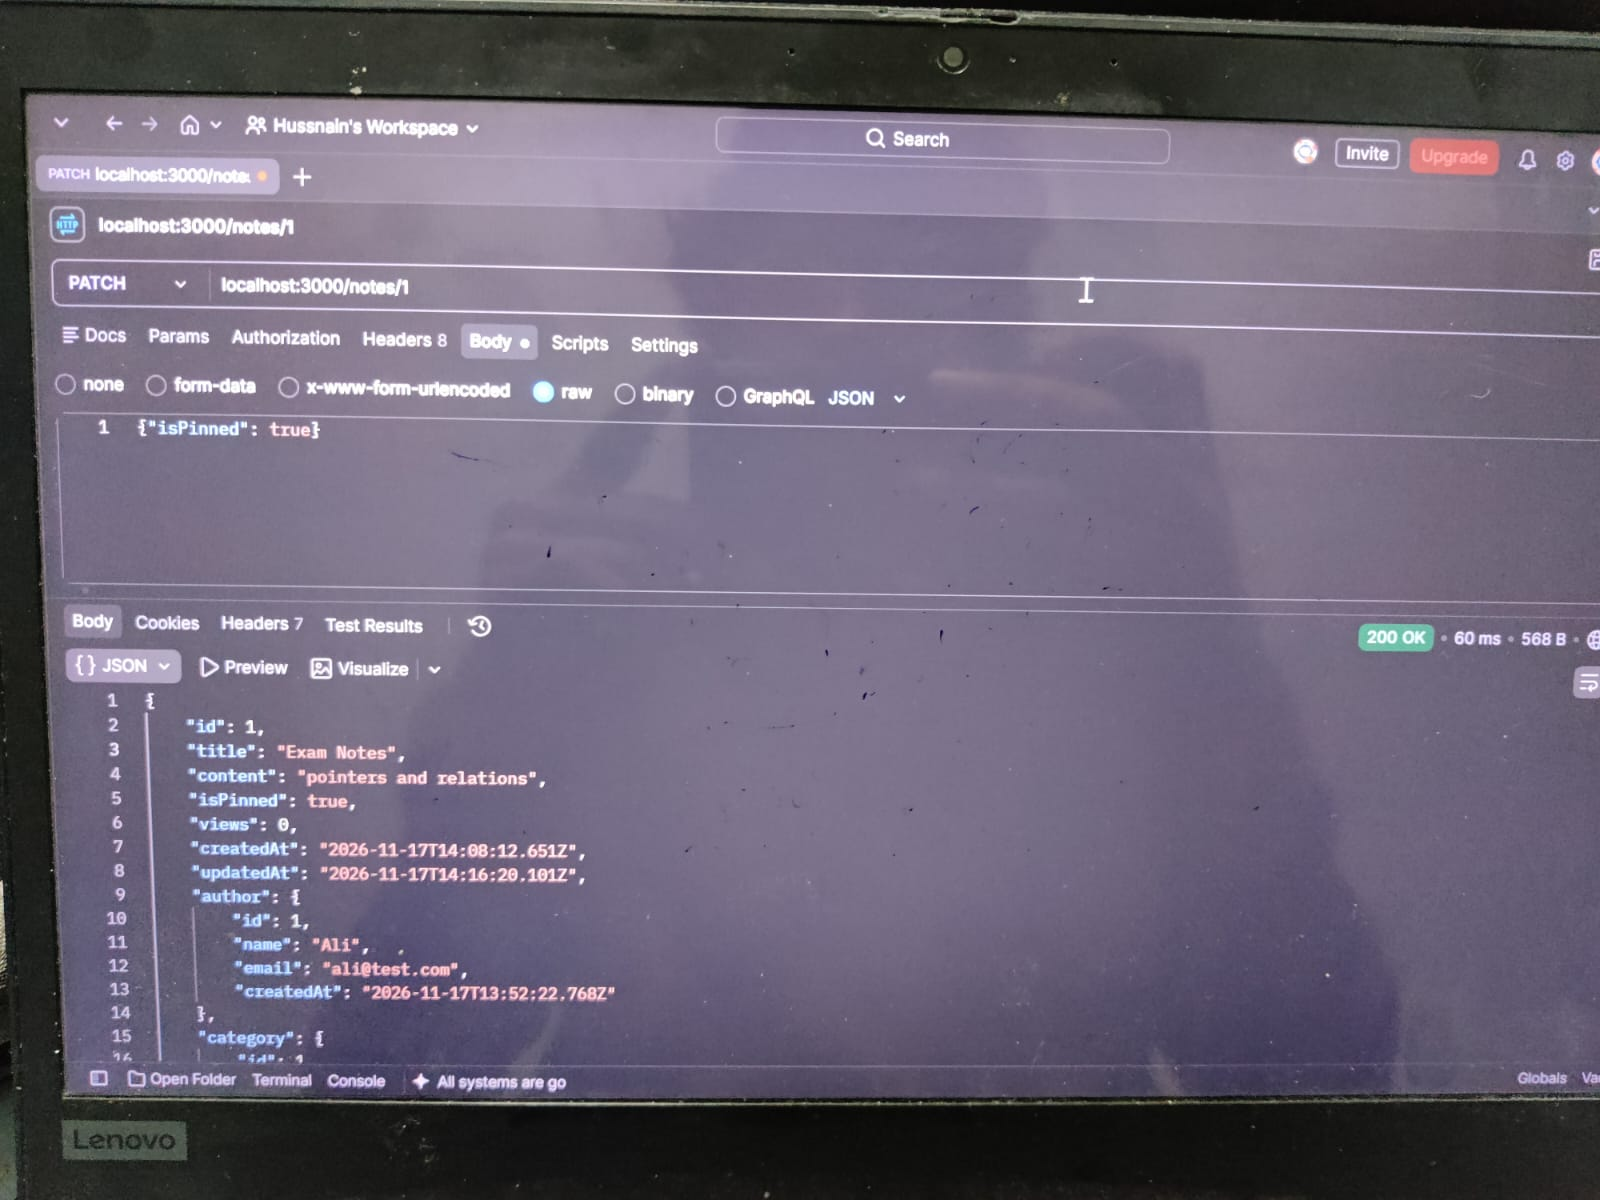 Hussnain's Workspace
Search
Invite
Upgrade
PATCH localhost:3000/note
HTTP
localhost:3000/notes/1
PATCH
localhost:3000/notes/1
Docs Params Authorization Headers 8 Body Scripts Settings
none form-data x-www-form-urlencoded raw binary GraphQL JSON
1 {"isPinned": true}
Body Cookies Headers 7 Test Results
200 OK • 60 ms • 568 B •
{} JSON Preview Visualize
1 {
2 "id": 1,
3 "title": "Exam Notes",
4 "content": "pointers and relations",
5 "isPinned": true,
6 "views": 0,
7 "createdAt": "2026-11-17T14:08:12.651Z",
8 "updatedAt": "2026-11-17T14:16:20.101Z",
9 "author": {
10 "id": 1,
11 "name": "Ali",
12 "email": "ali@test.com",
13 "createdAt": "2026-11-17T13:52:22.768Z"
14 },
15 "category": {
16 "id": 1
Open Folder Terminal Console All systems are go
Globals
Lenovo